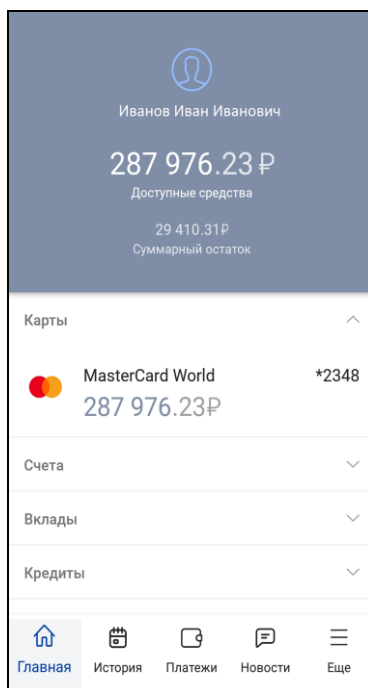 Иванов Иван Иванович
287 976.23 ₽
Доступные средства
29 410.31₽
Суммарный остаток
Карты
MasterCard World *2348
287 976.23₽
Счета
Вклады
Кредиты
Главная История Платежи Новости Еще